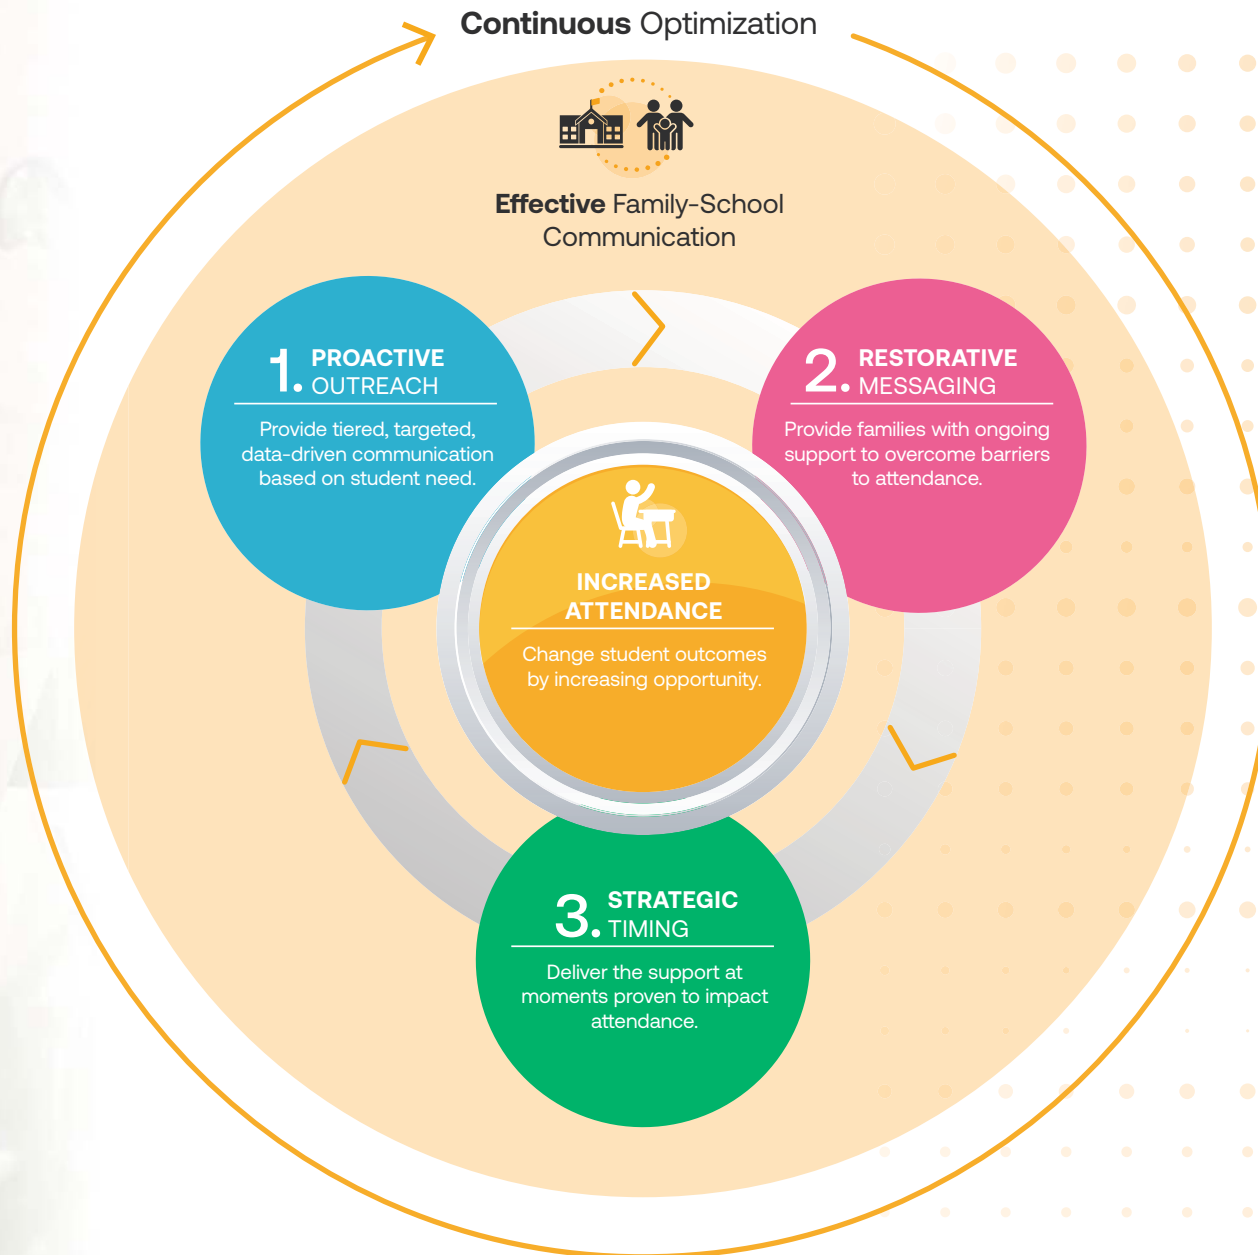 Continuous Optimization
Effective Family-School
Communication
1. PROACTIVE
OUTREACH
Provide tiered, targeted,
data-driven communication
based on student need.
2. RESTORATIVE
MESSAGING
Provide families with ongoing
support to overcome barriers
to attendance.
INCREASED
ATTENDANCE
Change student outcomes
by increasing opportunity.
3. STRATEGIC
TIMING
Deliver the support at
moments proven to impact
attendance.